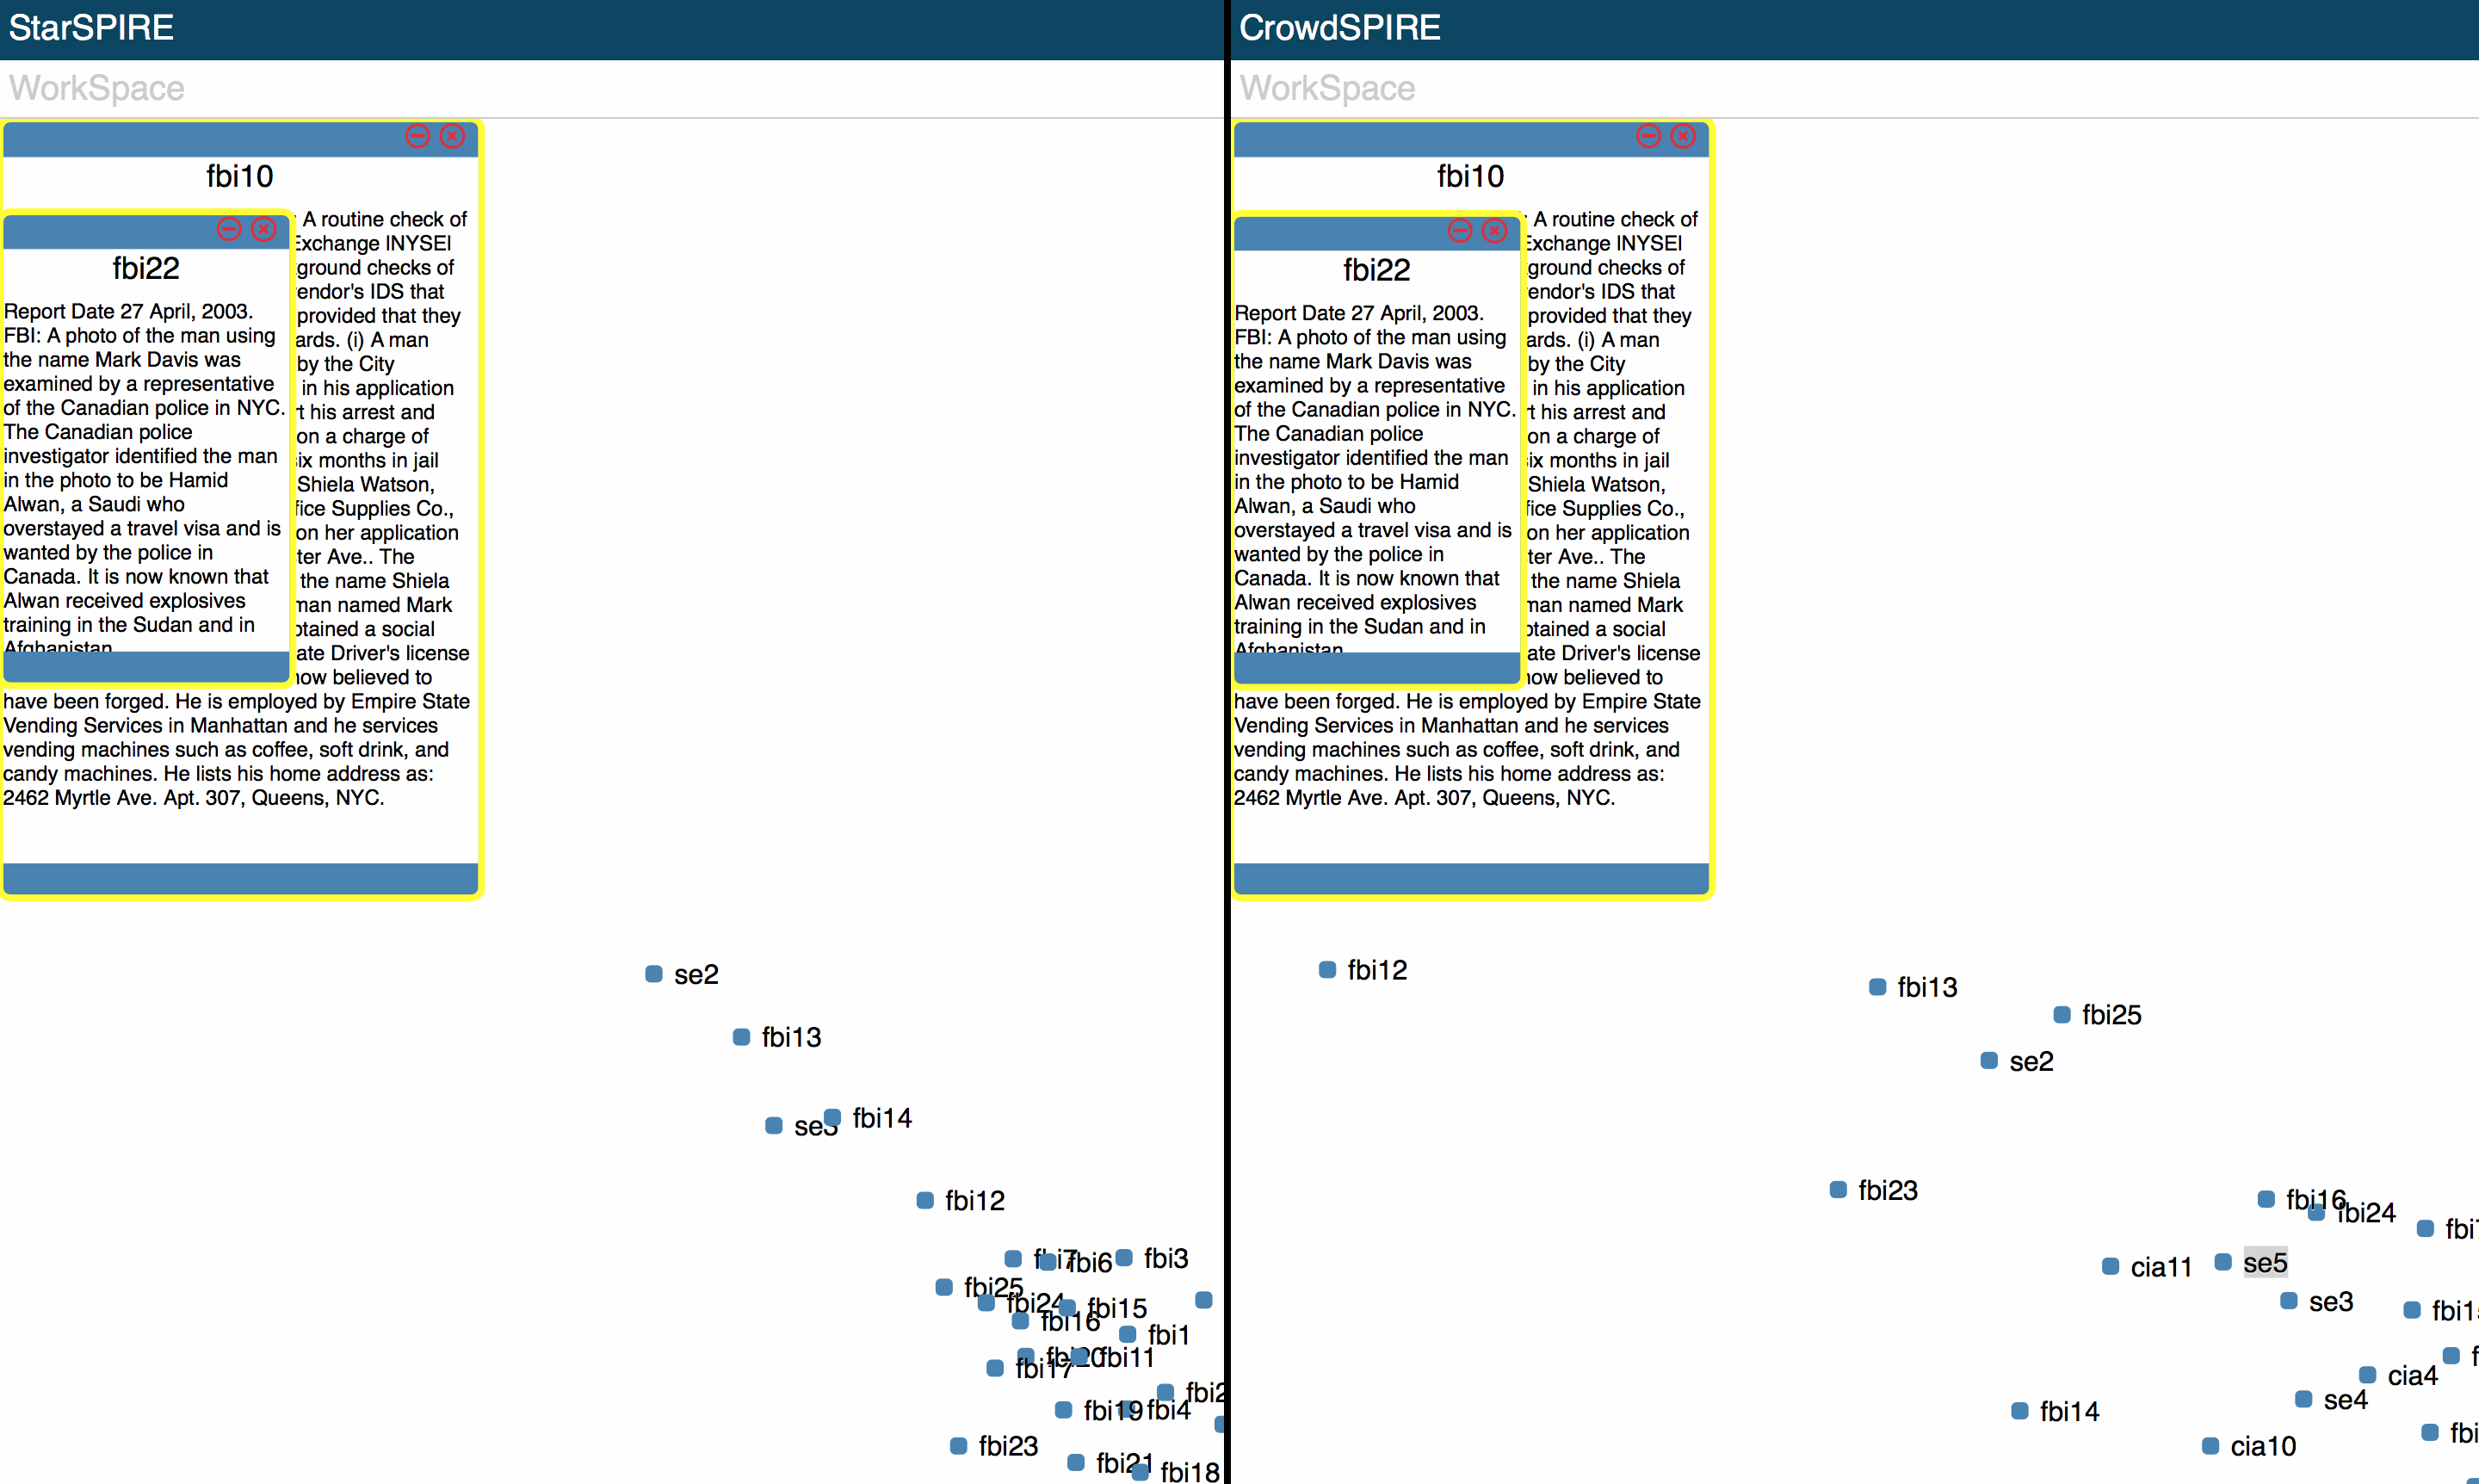 StarSPIRE
WorkSpace
fbi10
A routine check of
Exchange INYSEI
ground checks of
endor's IDS that
provided that they
ards. (i) A man
by the City
in his application
t his arrest and
on a charge of
ix months in jail
Shiela Watson,
fice Supplies Co.,
on her application
ter Ave.. The
the name Shiela
man named Mark
otained a social
ate Driver's license
now believed to
have been forged. He is employed by Empire State
Vending Services in Manhattan and he services
vending machines such as coffee, soft drink, and
candy machines. He lists his home address as:
2462 Myrtle Ave. Apt. 307, Queens, NYC.
fbi22
Report Date 27 April, 2003.
FBI: A photo of the man using
the name Mark Davis was
examined by a representative
of the Canadian police in NYC.
The Canadian police
investigator identified the man
in the photo to be Hamid
Alwan, a Saudi who
overstayed a travel visa and is
wanted by the police in
Canada. It is now known that
Alwan received explosives
training in the Sudan and in
Afghanistan
se2
fbi13
se3
fbi14
fbi12
fbi7
fbi6
fbi3
fbi25
fbi24
fbi15
fbi16
fbi1
fbi20
fbi11
fbi17
fbi2
fbi19
fbi4
fbi23
fbi21
fbi18
CrowdSPIRE
WorkSpace
fbi10
A routine check of
Exchange INYSEI
ground checks of
endor's IDS that
provided that they
ards. (i) A man
by the City
in his application
t his arrest and
on a charge of
ix months in jail
Shiela Watson,
fice Supplies Co.,
on her application
ter Ave.. The
the name Shiela
man named Mark
otained a social
ate Driver's license
now believed to
have been forged. He is employed by Empire State
Vending Services in Manhattan and he services
vending machines such as coffee, soft drink, and
candy machines. He lists his home address as:
2462 Myrtle Ave. Apt. 307, Queens, NYC.
fbi22
Report Date 27 April, 2003.
FBI: A photo of the man using
the name Mark Davis was
examined by a representative
of the Canadian police in NYC.
The Canadian police
investigator identified the man
in the photo to be Hamid
Alwan, a Saudi who
overstayed a travel visa and is
wanted by the police in
Canada. It is now known that
Alwan received explosives
training in the Sudan and in
Afghanistan
fbi12
fbi13
fbi25
se2
fbi23
fbi16
fbi24
fbi
cia11
se5
se3
fbi1
f
cia4
se4
fbi14
fbi
cia10